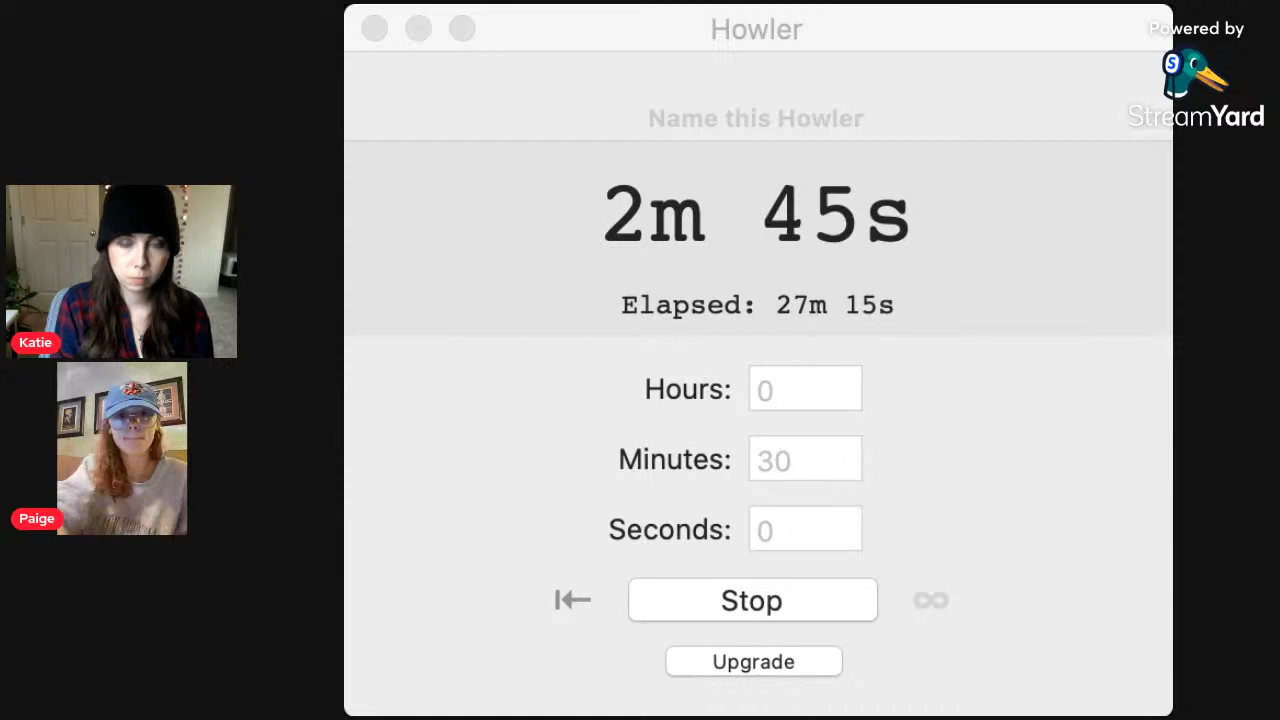 Howler
Powered by
StreamYard
Name this Howler
2m 45s
Elapsed: 27m 15s
Hours: 0
Minutes: 30
Seconds: 0
Stop
Upgrade
Katie
Paige